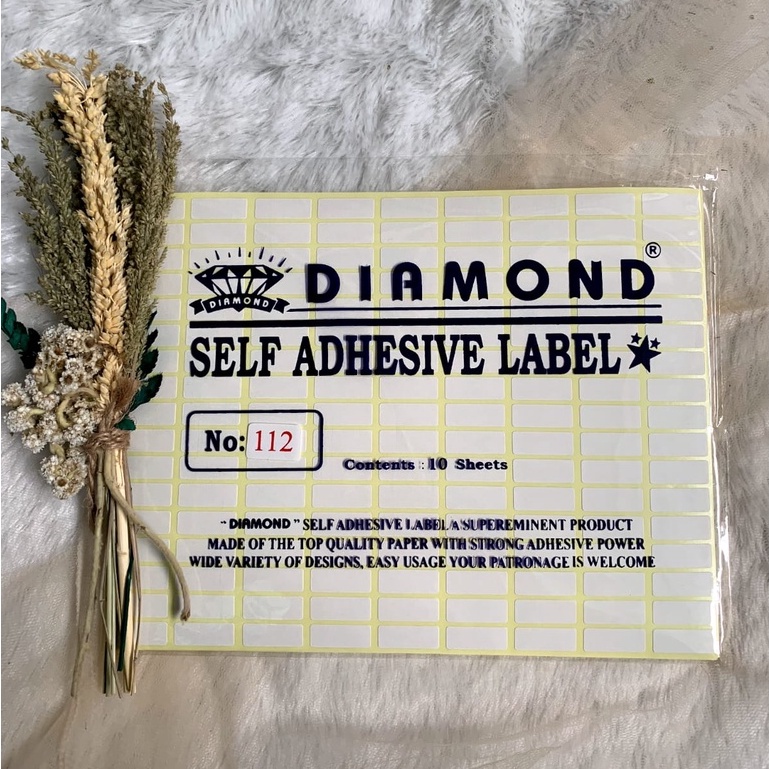 DIAMOND®
DIAMOND
SELF ADHESIVE LABEL
No: 112
Contents : 10 Sheets
"DIAMOND" SELF ADHESIVE LABEL A SUPEREMINENT PRODUCT
MADE OF THE TOP QUALITY PAPER WITH STRONG ADHESIVE POWER
WIDE VARIETY OF DESIGNS, EASY USAGE YOUR PATRONAGE IS WELCOME